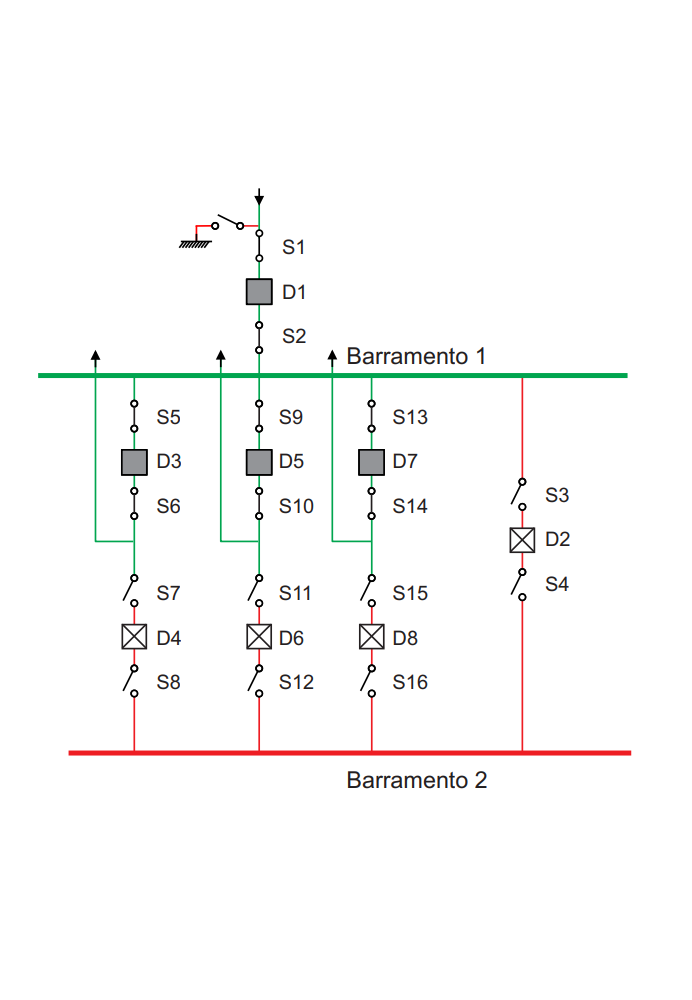 S1
D1
S2
Barramento 1
S5 S9 S13
D3 D5 D7
S6 S10 S14
S3
D2
S4
S7 S11 S15
D4 D6 D8
S8 S12 S16
Barramento 2